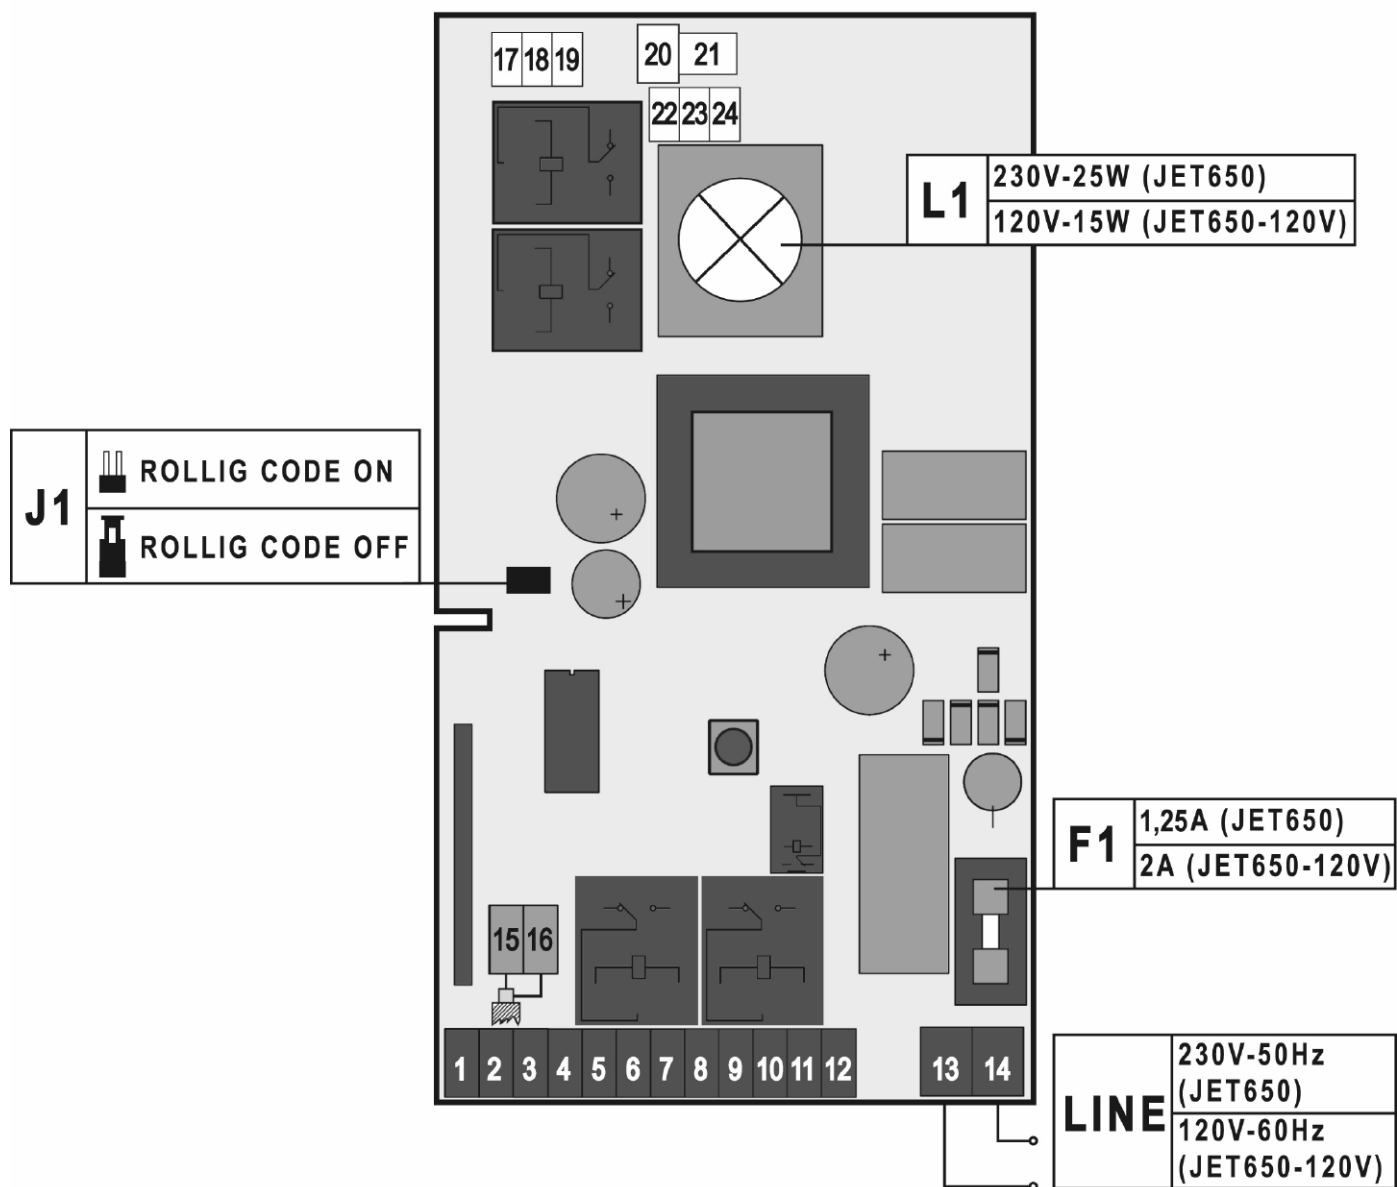 17 18 19
20 21
22 23 24
L1
230V-25W (JET650)
120V-15W (JET650-120V)
J1
ROLLIG CODE ON
ROLLIG CODE OFF
+
+
+
F1
1,25A (JET650)
2A (JET650-120V)
15 16
1 2 3 4 5 6 7 8 9 10 11 12
13 14
LINE
230V-50Hz
(JET650)
120V-60Hz
(JET650-120V)